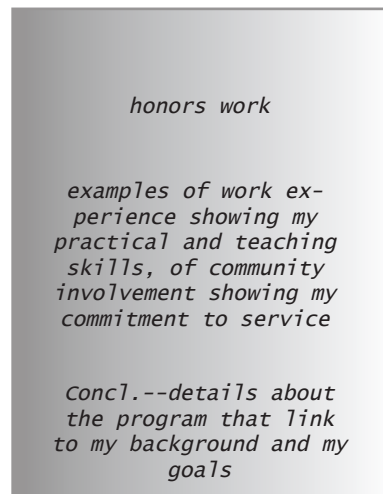 honors work
examples of work ex-
perience showing my
practical and teaching
skills, of community
involvement showing my
commitment to service
Concl.--details about
the program that link
to my background and my
goals